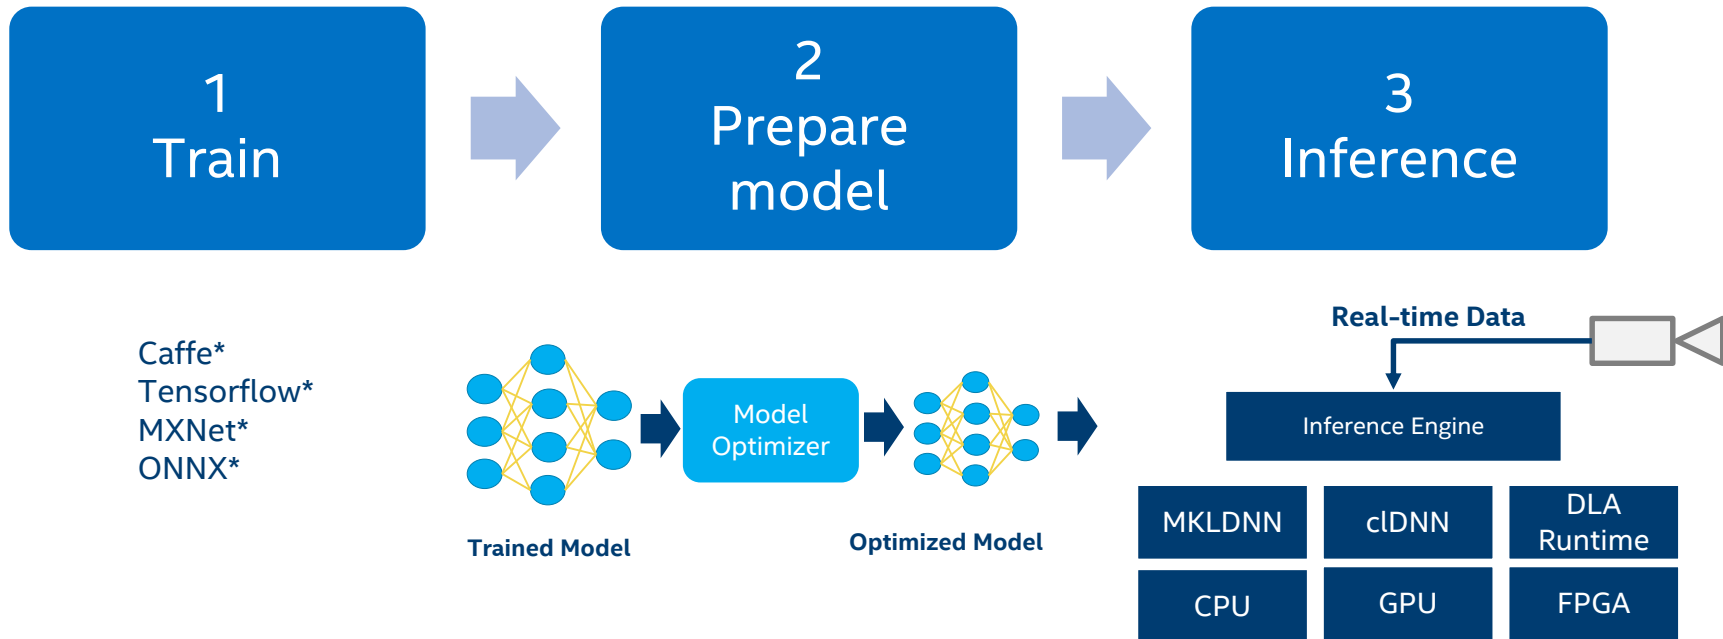 1
Train
2
Prepare
model
3
Inference
Caffe*
Tensorflow*
MXNet*
ONNX*
Trained Model
Model
Optimizer
Optimized Model
Real-time Data
Inference Engine
MKLDNN
clDNN
DLA
Runtime
CPU
GPU
FPGA